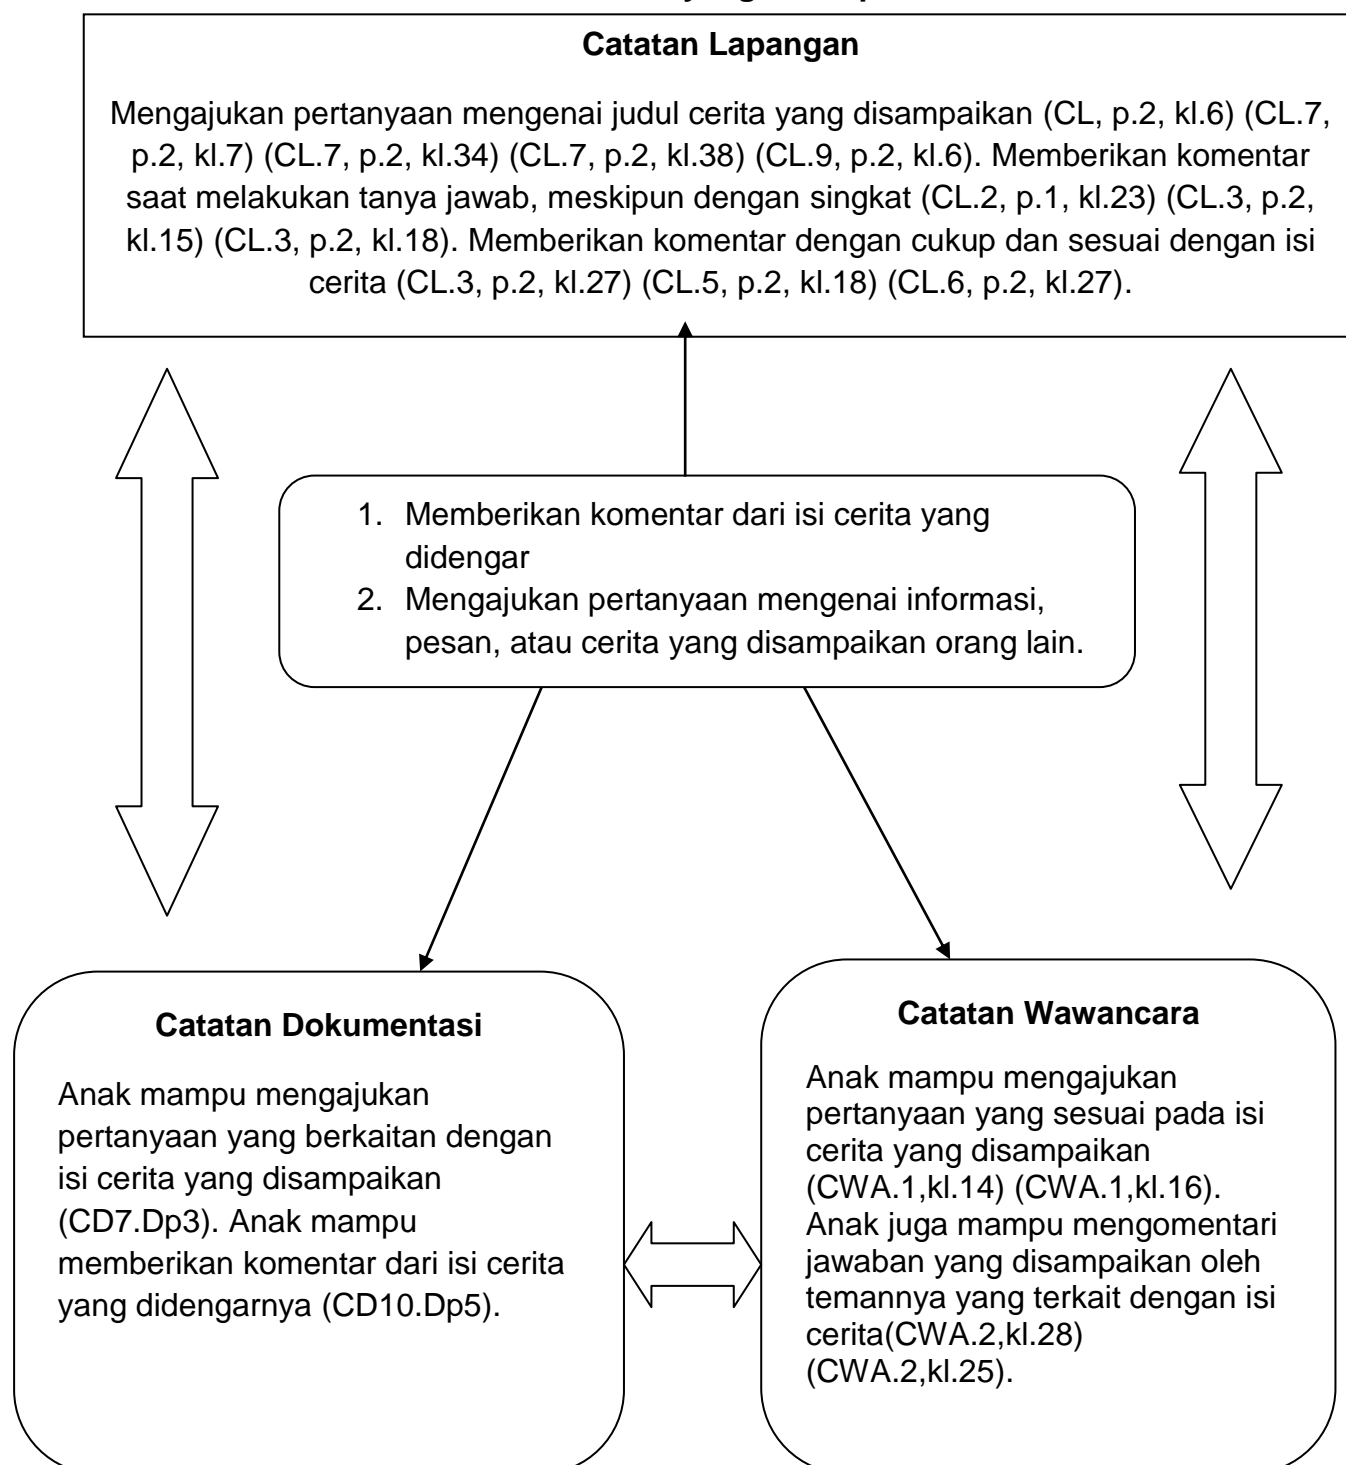 Catatan Lapangan
Mengajukan pertanyaan mengenai judul cerita yang disampaikan (CL, p.2, kl.6) (CL.7,
p.2, kl.7) (CL.7, p.2, kl.34) (CL.7, p.2, kl.38) (CL.9, p.2, kl.6). Memberikan komentar
saat melakukan tanya jawab, meskipun dengan singkat (CL.2, p.1, kl.23) (CL.3, p.2,
kl.15) (CL.3, p.2, kl.18). Memberikan komentar dengan cukup dan sesuai dengan isi
cerita (CL.3, p.2, kl.27) (CL.5, p.2, kl.18) (CL.6, p.2, kl.27).
1. Memberikan komentar dari isi cerita yang
didengar
2. Mengajukan pertanyaan mengenai informasi,
pesan, atau cerita yang disampaikan orang lain.
Catatan Dokumentasi
Anak mampu mengajukan
pertanyaan yang berkaitan dengan
isi cerita yang disampaikan
(CD7.Dp3). Anak mampu
memberikan komentar dari isi cerita
yang didengarnya (CD10.Dp5).
Catatan Wawancara
Anak mampu mengajukan
pertanyaan yang sesuai pada isi
cerita yang disampaikan
(CWA.1,kl.14) (CWA.1,kl.16).
Anak juga mampu mengomentari
jawaban yang disampaikan oleh
temannya yang terkait dengan isi
cerita(CWA.2,kl.28)
(CWA.2,kl.25).